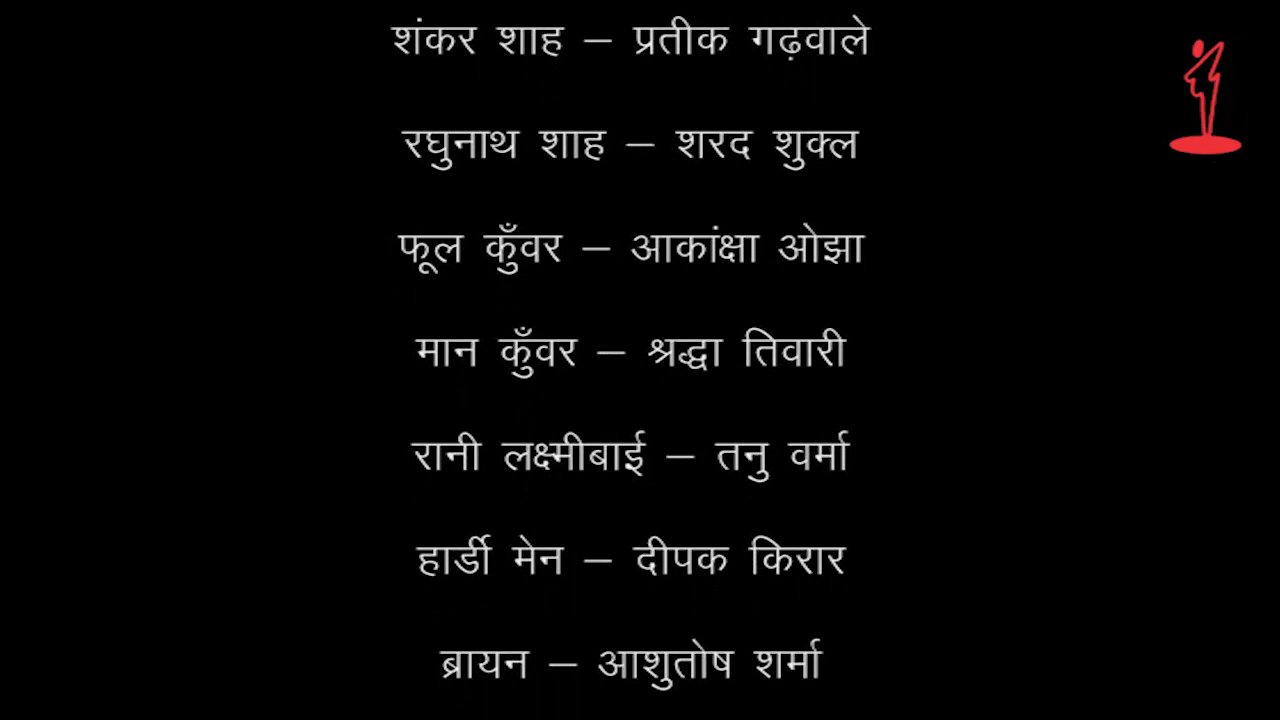 शंकर शाह – प्रतीक गढ़वाले
रघुनाथ शाह – शरद शुक्ल
फूल कुँवर – आकांक्षा ओझा
मान कुँवर – श्रद्धा तिवारी
रानी लक्ष्मीबाई – तनु वर्मा
हार्डी मेन – दीपक किरार
ब्रायन – आशुतोष शर्मा